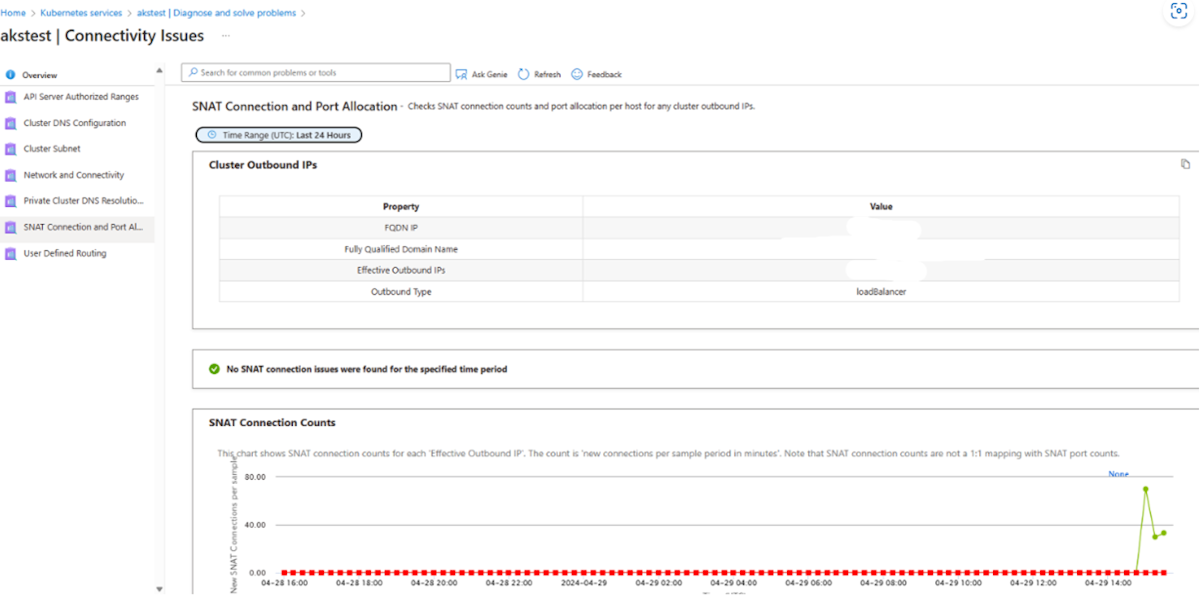 Home > Kubernetes services > akstest | Diagnose and solve problems >
akstest | Connectivity Issues ...
Overview
API Server Authorized Ranges
Cluster DNS Configuration
Cluster Subnet
Network and Connectivity
Private Cluster DNS Resolutio...
SNAT Connection and Port Al...
User Defined Routing
Search for common problems or tools
Ask Genie
Refresh
Feedback
SNAT Connection and Port Allocation - Checks SNAT connection counts and port allocation per host for any cluster outbound IPs.
Time Range (UTC): Last 24 Hours
Cluster Outbound IPs
Property Value
FQDN IP
Fully Qualified Domain Name
Effective Outbound IPs
Outbound Type loadBalancer
No SNAT connection issues were found for the specified time period
SNAT Connection Counts
This chart shows SNAT connection counts for each 'Effective Outbound IP'. The count is 'new connections per sample period in minutes'. Note that SNAT connection counts are not a 1:1 mapping with SNAT port counts.
New SNAT Connections per sample
None
80.00
40.00
0.00
04-28 16:00 04-28 18:00 04-28 20:00 04-28 22:00 2024-04-29 04-29 02:00 04-29 04:00 04-29 06:00 04-29 08:00 04-29 10:00 04-29 12:00 04-29 14:00